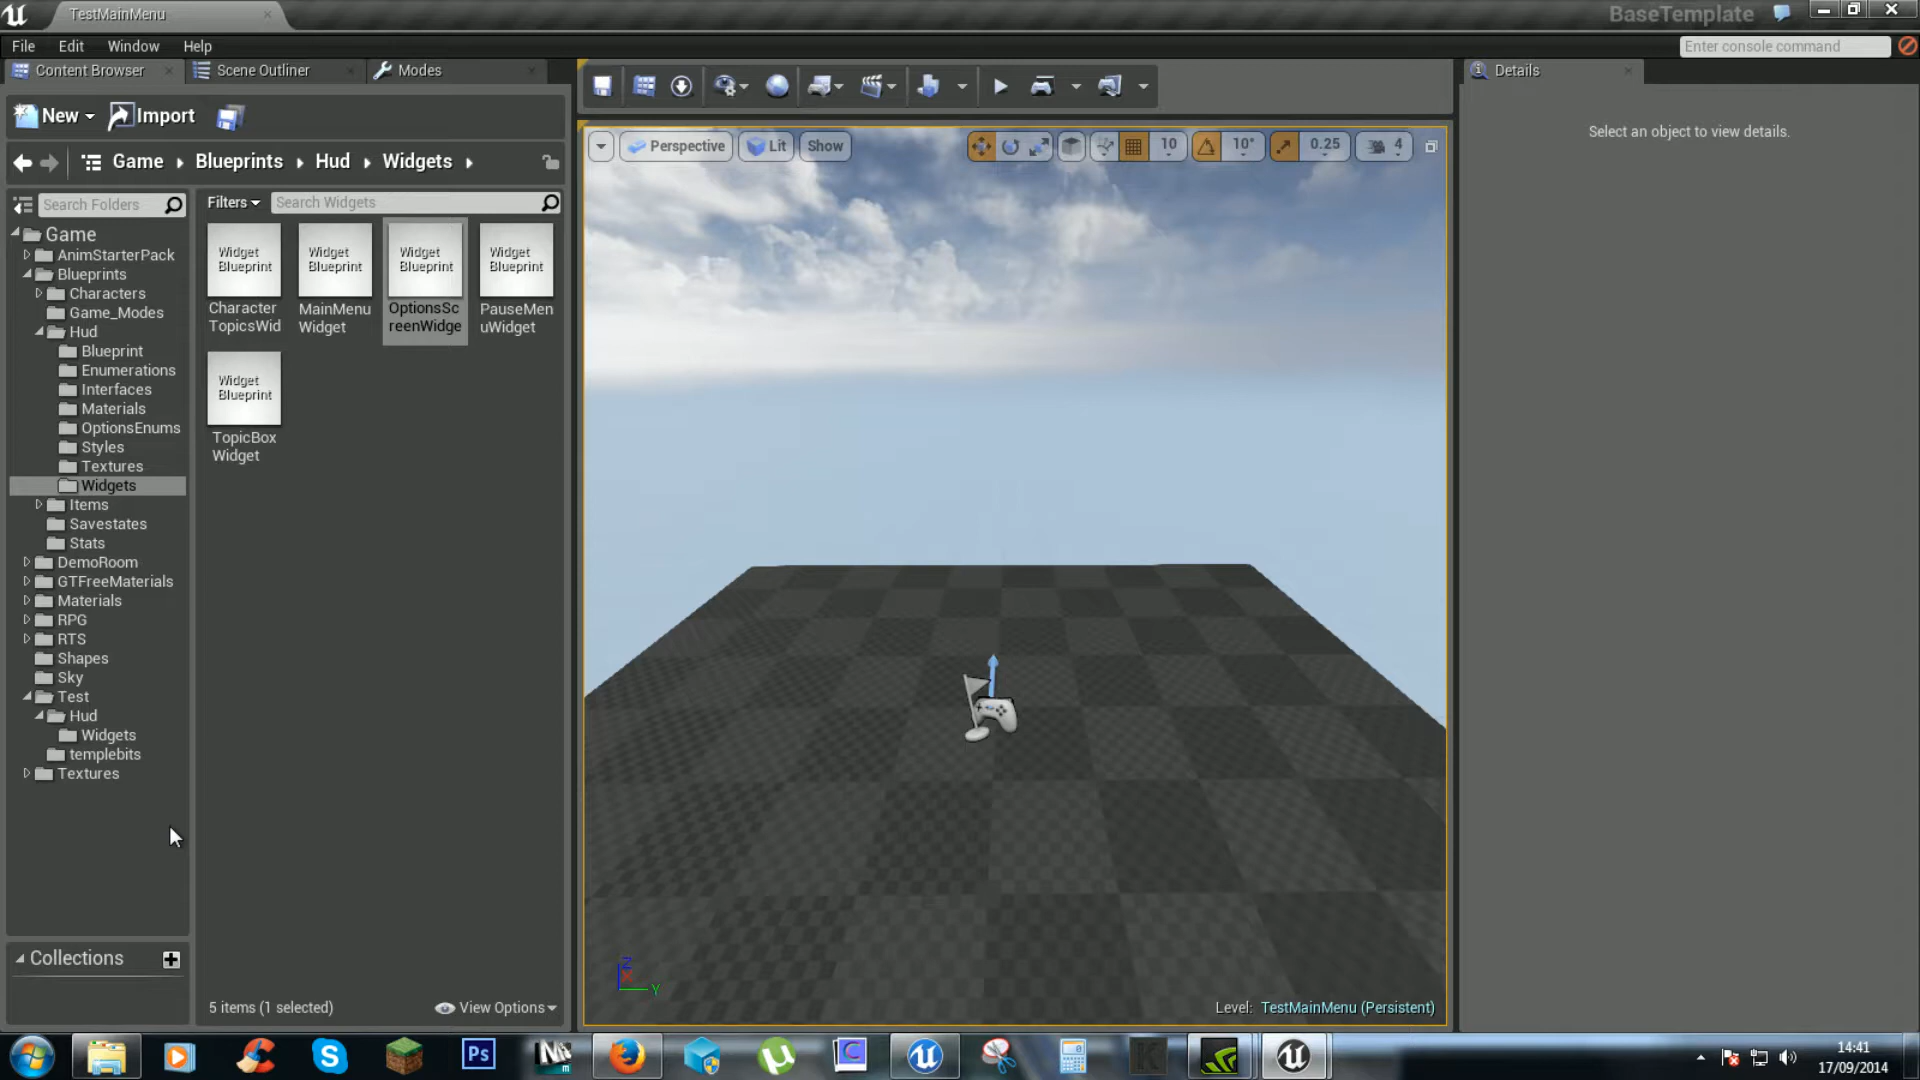 TestMainMenu
BaseTemplate
File Edit Window Help
Enter console command
Content Browser Scene Outliner Modes
Details
New Import
Select an object to view details.
Perspective Lit Show 10 10° 0.25 4
Game Blueprints Hud Widgets
Search Folders
Filters Search Widgets
Game
AnimStarterPack
Blueprints
Characters
Game_Modes
Hud
Blueprint
Enumerations
Interfaces
Materials
OptionsEnums
Styles
Textures
Widgets
Items
Savestates
Stats
DemoRoom
GTFreeMaterials
Materials
RPG
RTS
Shapes
Sky
Test
Hud
Widgets
templebits
Textures
Widget Blueprint
Character
TopicsWid
Widget Blueprint
MainMenu
Widget
Widget Blueprint
OptionsSc
reenWidge
Widget Blueprint
PauseMen
uWidget
Widget Blueprint
TopicBox
Widget
Collections
5 items (1 selected) View Options
Z
X
Y
Level: TestMainMenu (Persistent)
Ps
14:41
17/09/2014